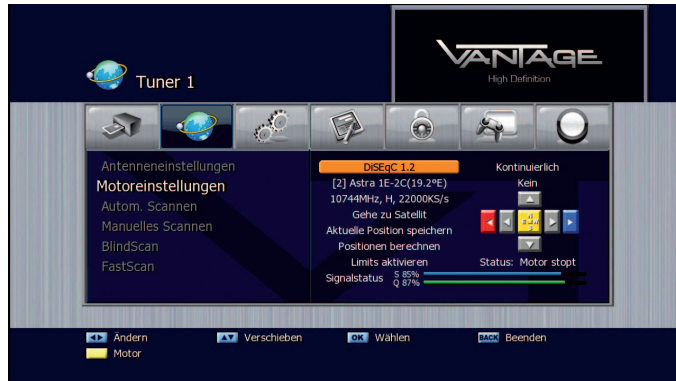 VANTAGE
High Definition
Tuner 1
Antenneneinstellungen
Motoreinstellungen
Autom. Scannen
Manuelles Scannen
BlindScan
FastScan
DiSEqC 1.2 Kontinuierlich
[2] Astra 1E-2C(19.2ºE) Kein
10744MHz, H, 22000KS/s
Gehe zu Satellit
Aktuelle Position speichern
Positionen berechnen
Limits aktivieren Status: Motor stopt
Signalstatus S 85%
Q 87%
Ändern Verschieben OK Wählen BACK Beenden
Motor